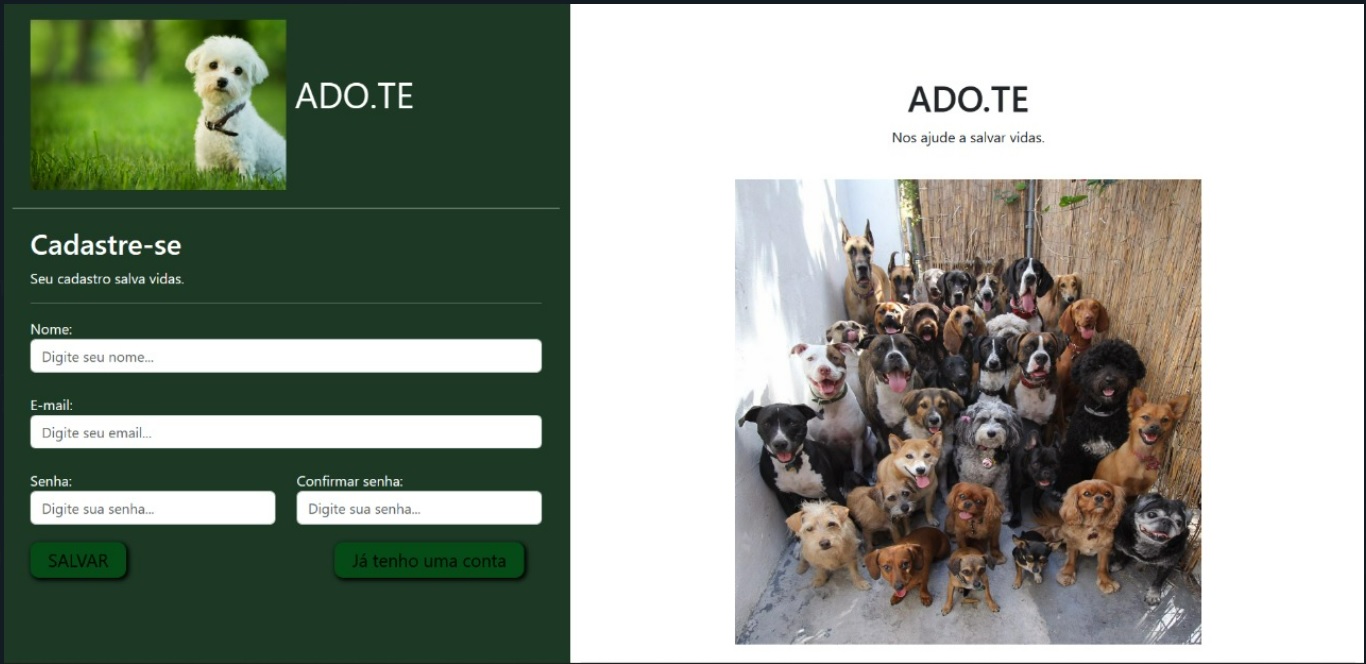 ADO.TE
Cadastre-se
Seu cadastro salva vidas.
Nome:
Digite seu nome...
E-mail:
Digite seu email...
Senha:
Confirmar senha:
Digite sua senha...
Digite sua senha...
SALVAR
Já tenho uma conta
ADO.TE
Nos ajude a salvar vidas.